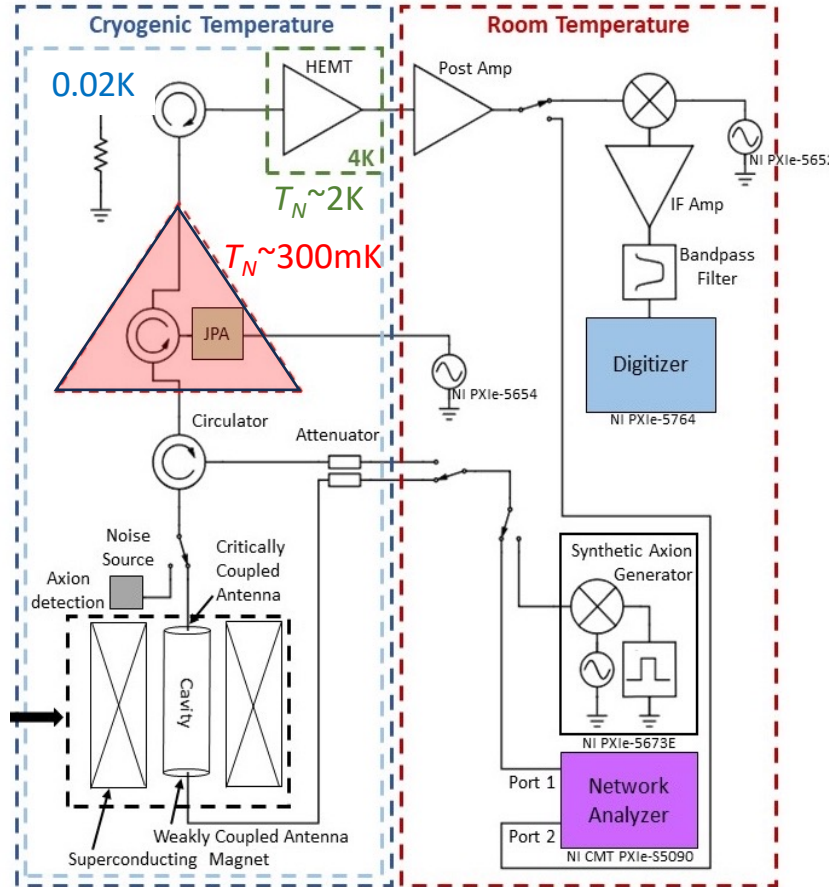 Cryogenic Temperature
Room Temperature
0.02K
HEMT
4K
T_N~2K
Post Amp
NI PXIe-5652
IF Amp
Bandpass
Filter
Digitizer
NI PXIe-5764
T_N~300mK
JPA
NI PXIe-5654
Circulator
Attenuator
Noise
Source
Axion
detection
Critically
Coupled
Antenna
Cavity
Synthetic Axion
Generator
NI PXIe-5673E
Port 1
Port 2
Network
Analyzer
NI CMT PXIe-S5090
Weakly Coupled Antenna
Superconducting Magnet